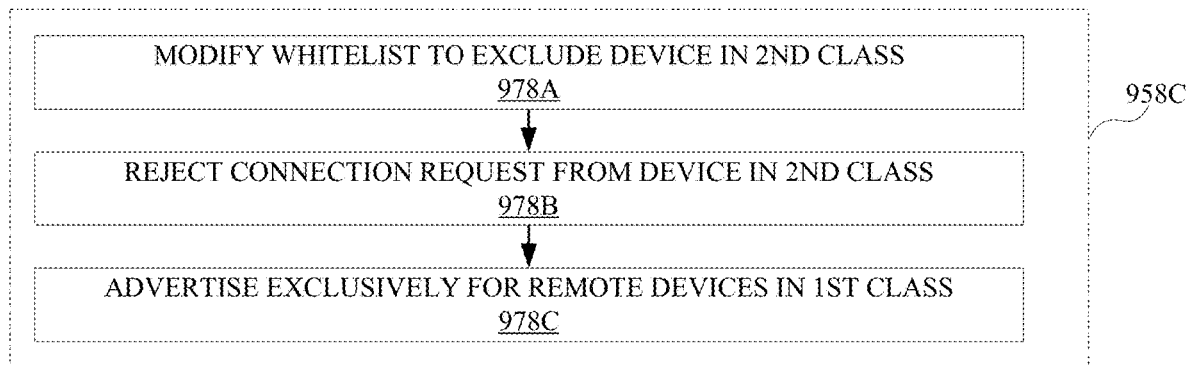 MODIFY WHITELIST TO EXCLUDE DEVICE IN 2ND CLASS
978A
958C
REJECT CONNECTION REQUEST FROM DEVICE IN 2ND CLASS
978B
ADVERTISE EXCLUSIVELY FOR REMOTE DEVICES IN 1ST CLASS
978C